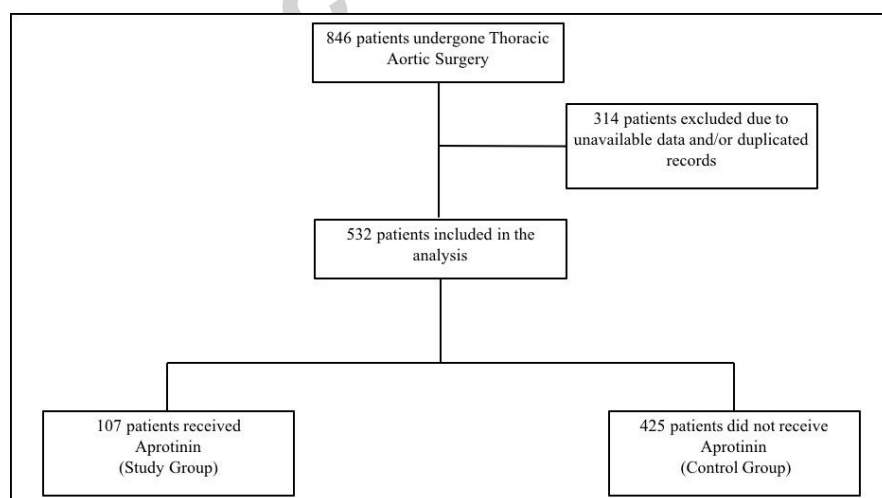 846 patients undergone Thoracic
Aortic Surgery
314 patients excluded due to
unavailable data and/or duplicated
records
532 patients included in the
analysis
107 patients received
Aprotinin
(Study Group)
425 patients did not receive
Aprotinin
(Control Group)